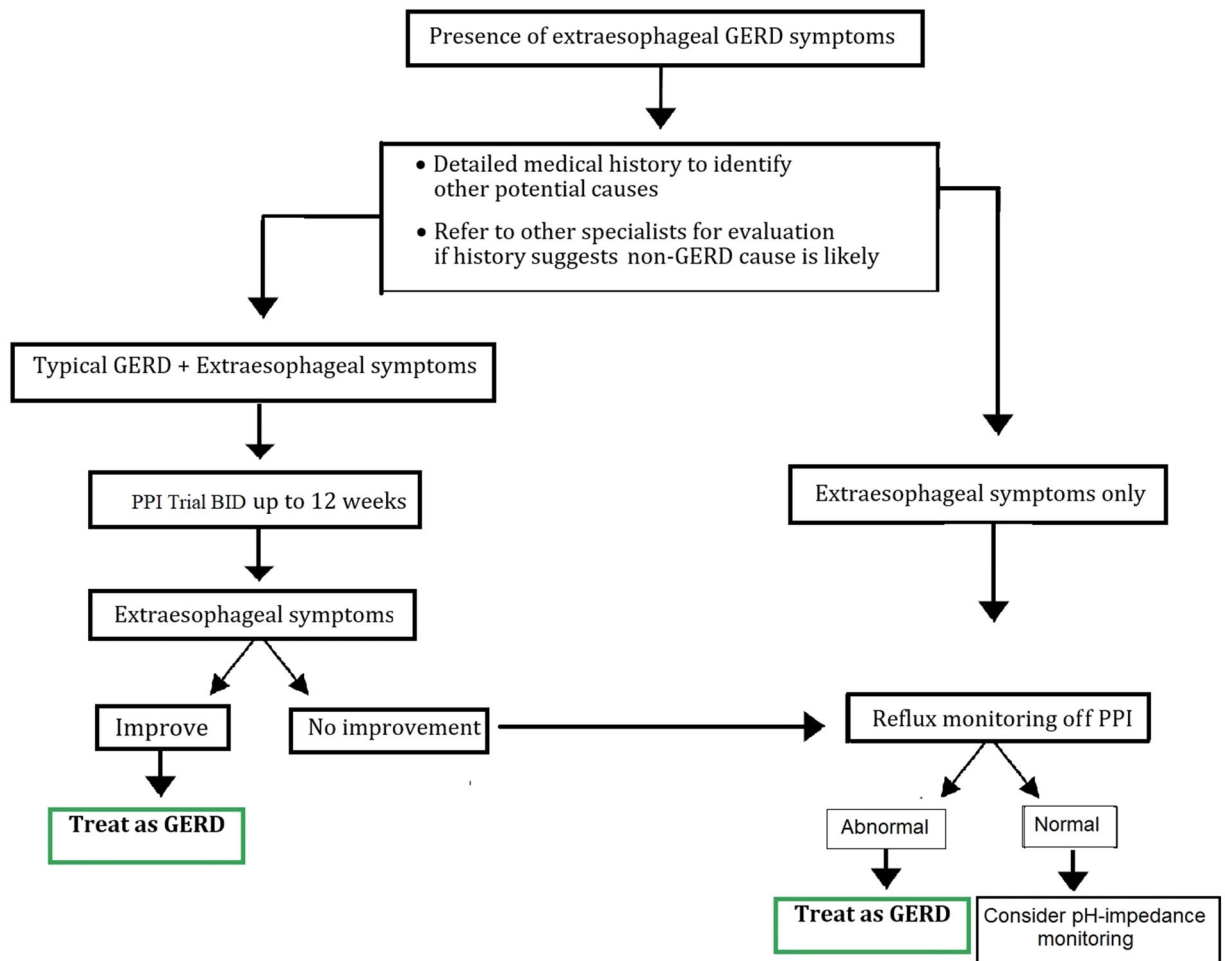 Presence of extraesophageal GERD symptoms
• Detailed medical history to identify
other potential causes
• Refer to other specialists for evaluation
if history suggests non-GERD cause is likely
Typical GERD + Extraesophageal symptoms
PPI Trial BID up to 12 weeks
Extraesophageal symptoms only
Extraesophageal symptoms
Improve
No improvement
Reflux monitoring off PPI
Treat as GERD
Abnormal
Normal
Treat as GERD
Consider pH-impedance
monitoring